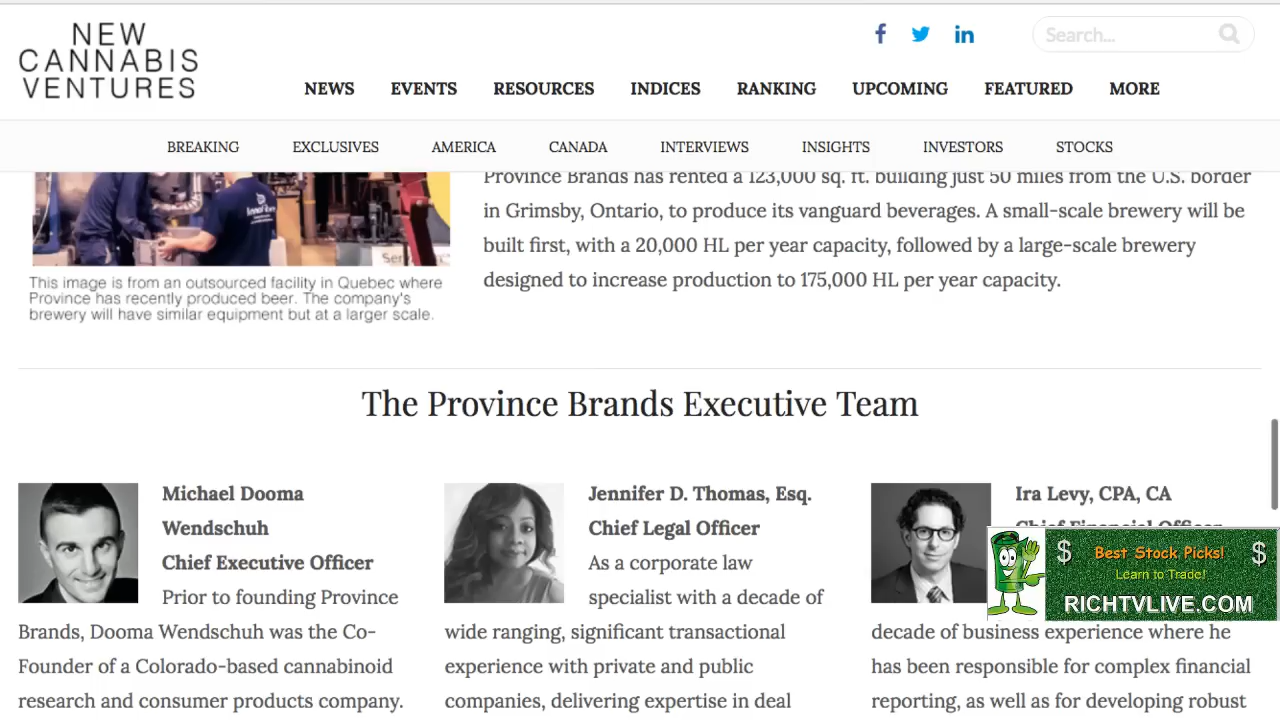 NEW
CANNABIS
VENTURES
Search...
NEWS EVENTS RESOURCES INDICES RANKING UPCOMING FEATURED MORE
BREAKING EXCLUSIVES AMERICA CANADA INTERVIEWS INSIGHTS INVESTORS STOCKS
Province Brands has rented a 123,000 sq. ft. building just 50 miles from the U.S. border
in Grimsby, Ontario, to produce its vanguard beverages. A small-scale brewery will be
built first, with a 20,000 HL per year capacity, followed by a large-scale brewery
designed to increase production to 175,000 HL per year capacity.
This image is from an outsourced facility in Quebec where
Province has recently produced beer. The company's
brewery will have similar equipment but at a larger scale.
The Province Brands Executive Team
Michael Dooma
Wendschuh
Chief Executive Officer
Prior to founding Province
Brands, Dooma Wendschuh was the Co-
Founder of a Colorado-based cannabinoid
research and consumer products company.
Jennifer D. Thomas, Esq.
Chief Legal Officer
As a corporate law
specialist with a decade of
wide ranging, significant transactional
experience with private and public
companies, delivering expertise in deal
Ira Levy, CPA, CA
Chief Financial Officer
decade of business experience where he
has been responsible for complex financial
reporting, as well as for developing robust
$ Best Stock Picks! $
Learn to Trade!
RICHTVLIVE.COM